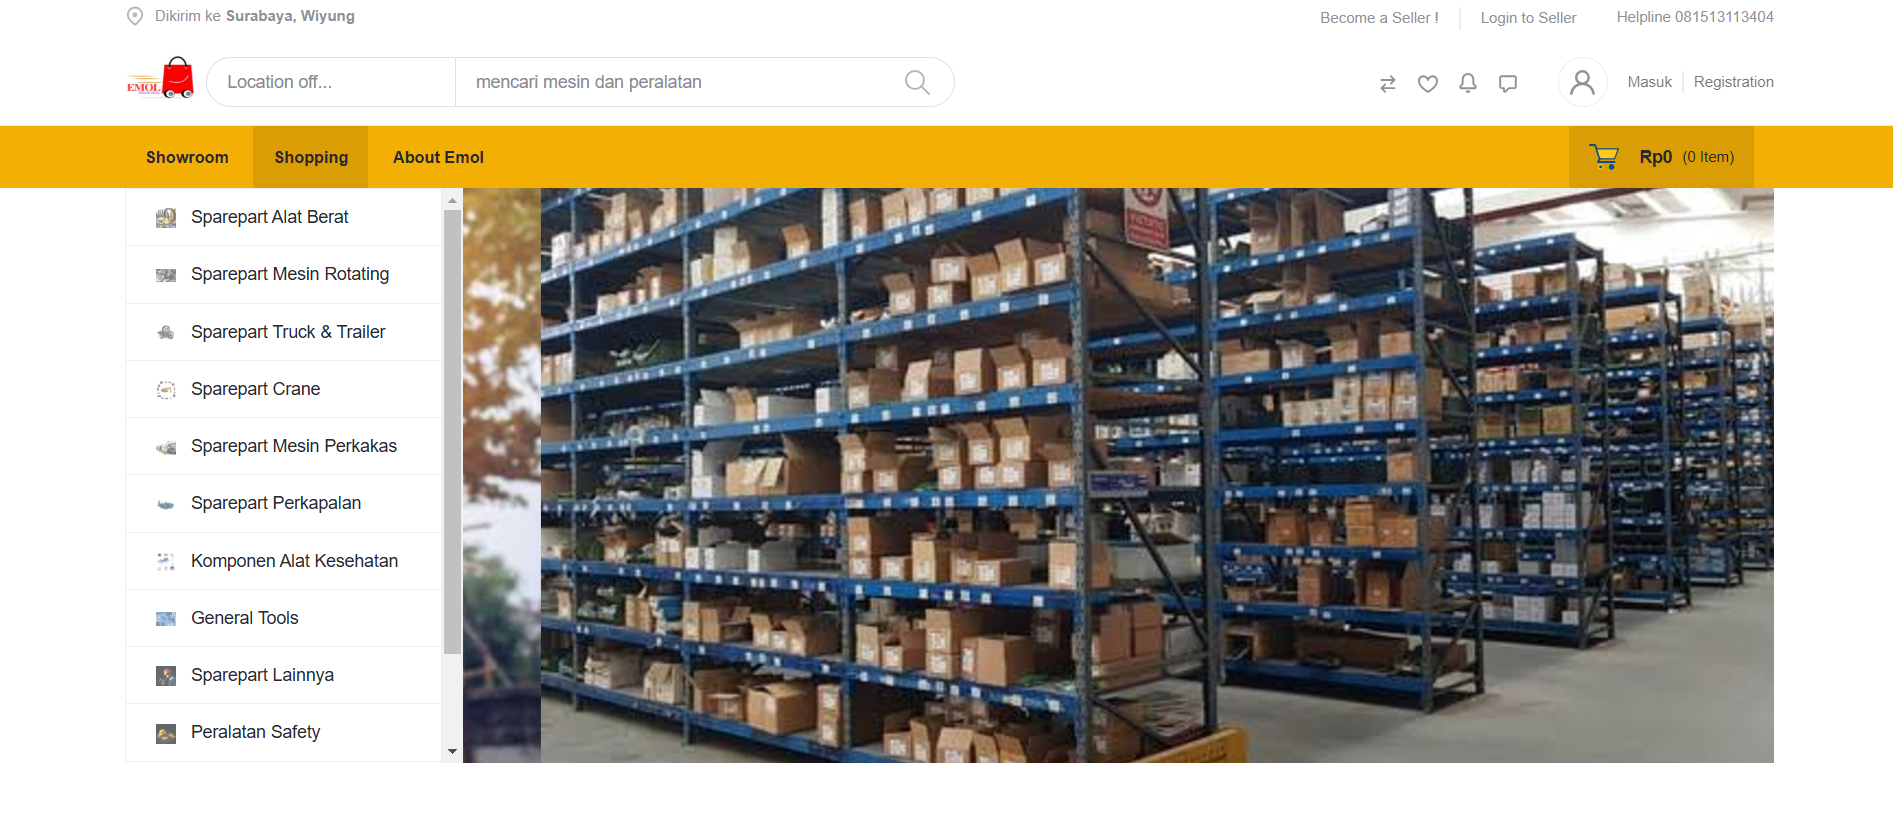 Dikirim ke Surabaya, Wiyung
Become a Seller !
Login to Seller
Helpline 081513113404
EMOL
Location off...
mencari mesin dan peralatan
Masuk
Registration
Showroom
Shopping
About Emol
Rp0 (0 Item)
Sparepart Alat Berat
Sparepart Mesin Rotating
Sparepart Truck & Trailer
Sparepart Crane
Sparepart Mesin Perkakas
Sparepart Perkapalan
Komponen Alat Kesehatan
General Tools
Sparepart Lainnya
Peralatan Safety